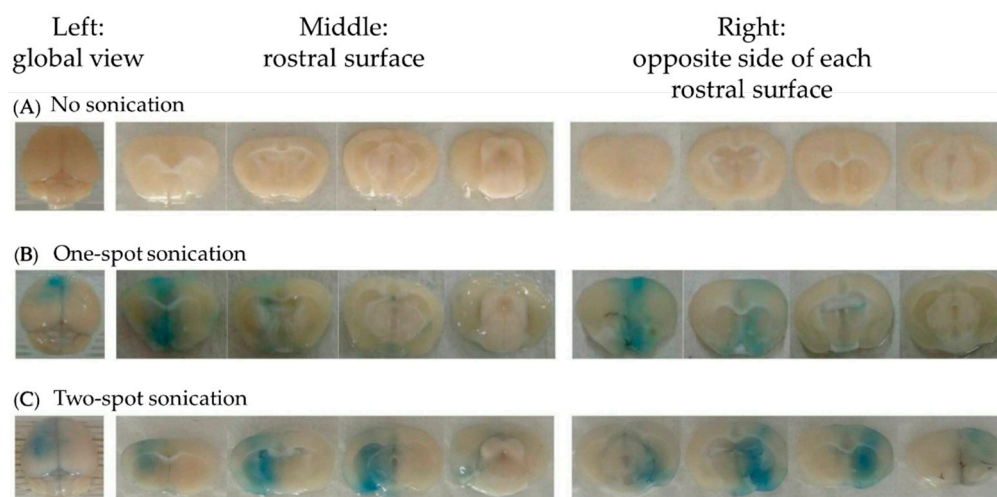 Left:
global view
Middle:
rostral surface
Right:
opposite side of each
rostral surface
(A) No sonication
(B) One-spot sonication
(C) Two-spot sonication